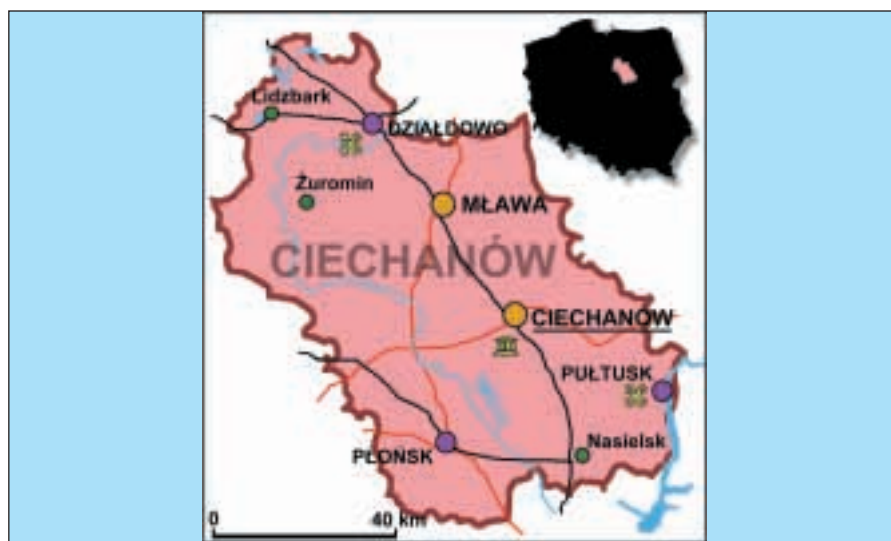 Lidzbark
DZIAŁDOWO
Żuromin
MŁAWA
CIECHANÓW
CIECHANÓW
PUŁTUSK
PŁOŃSK
Nasielsk
0 40 km